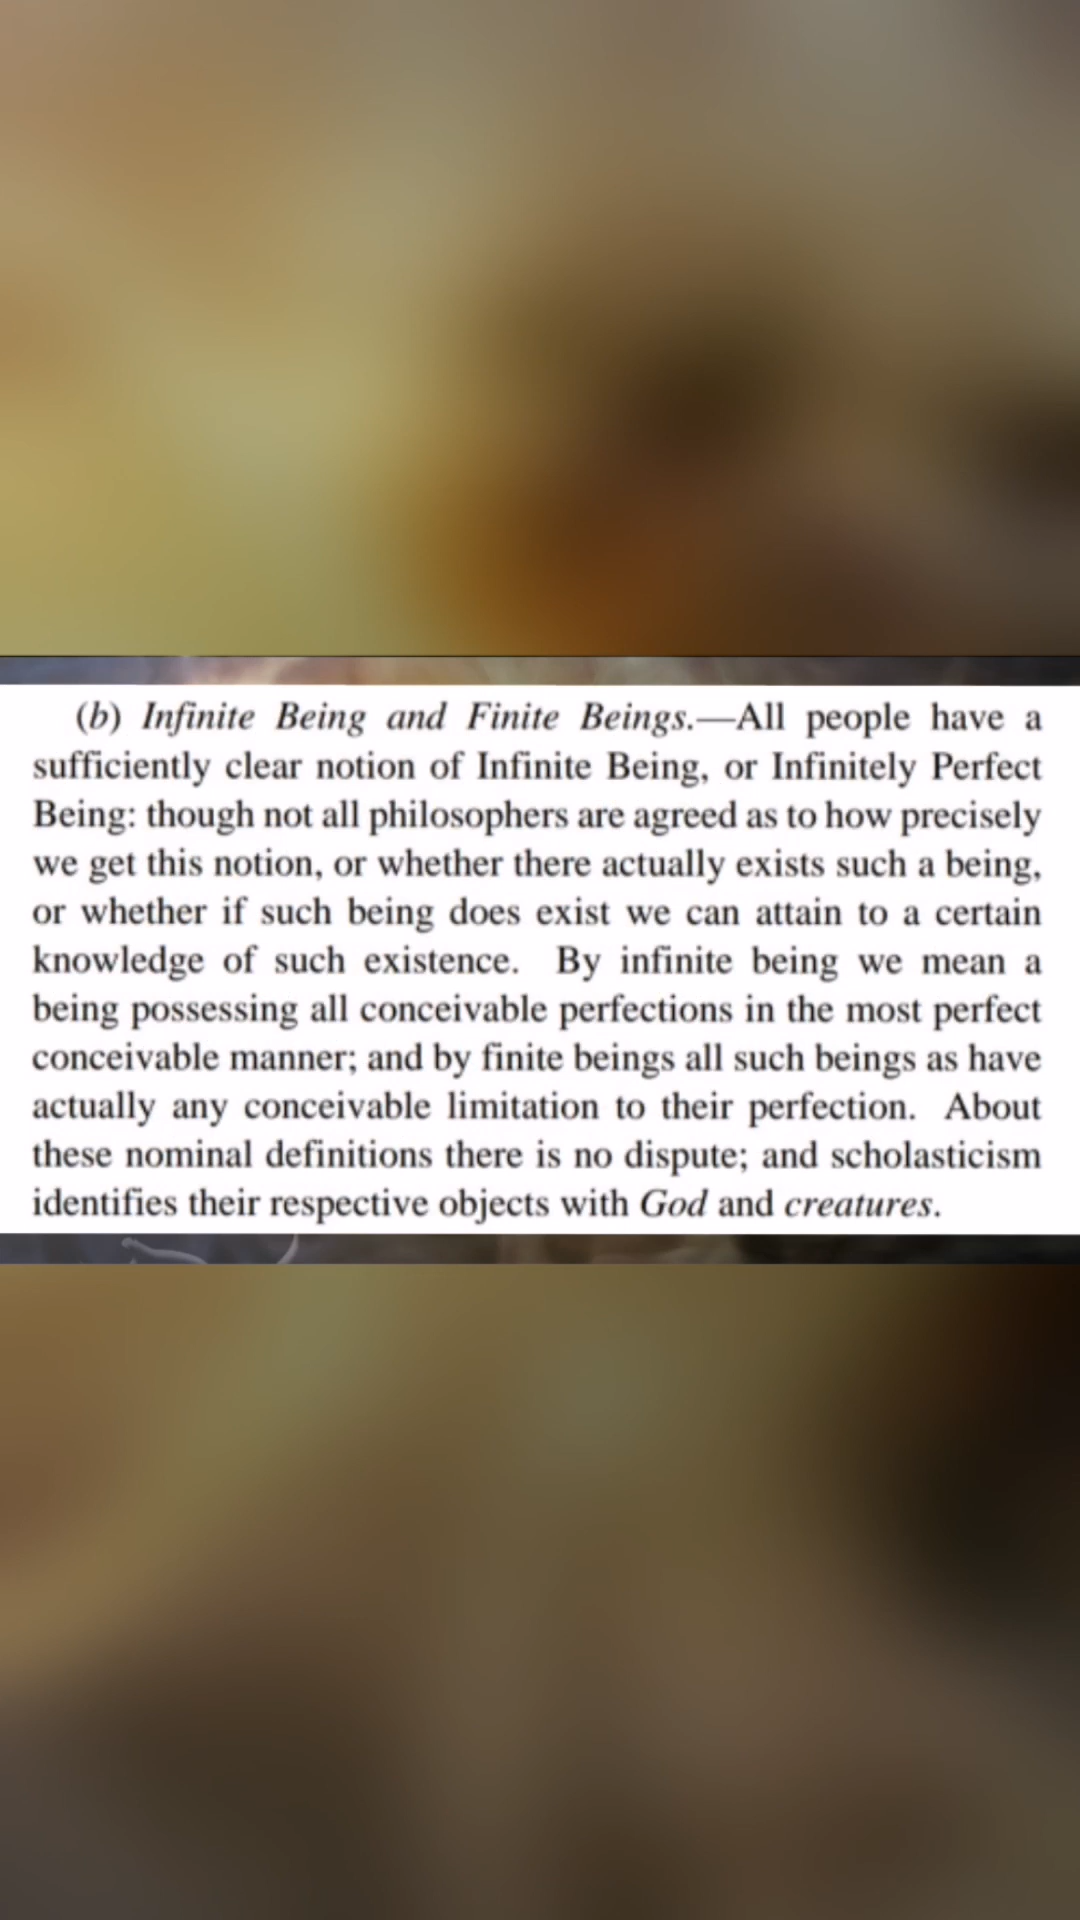 (b) Infinite Being and Finite Beings.—All people have a
sufficiently clear notion of Infinite Being, or Infinitely Perfect
Being: though not all philosophers are agreed as to how precisely
we get this notion, or whether there actually exists such a being,
or whether if such being does exist we can attain to a certain
knowledge of such existence. By infinite being we mean a
being possessing all conceivable perfections in the most perfect
conceivable manner; and by finite beings all such beings as have
actually any conceivable limitation to their perfection. About
these nominal definitions there is no dispute; and scholasticism
identifies their respective objects with God and creatures.